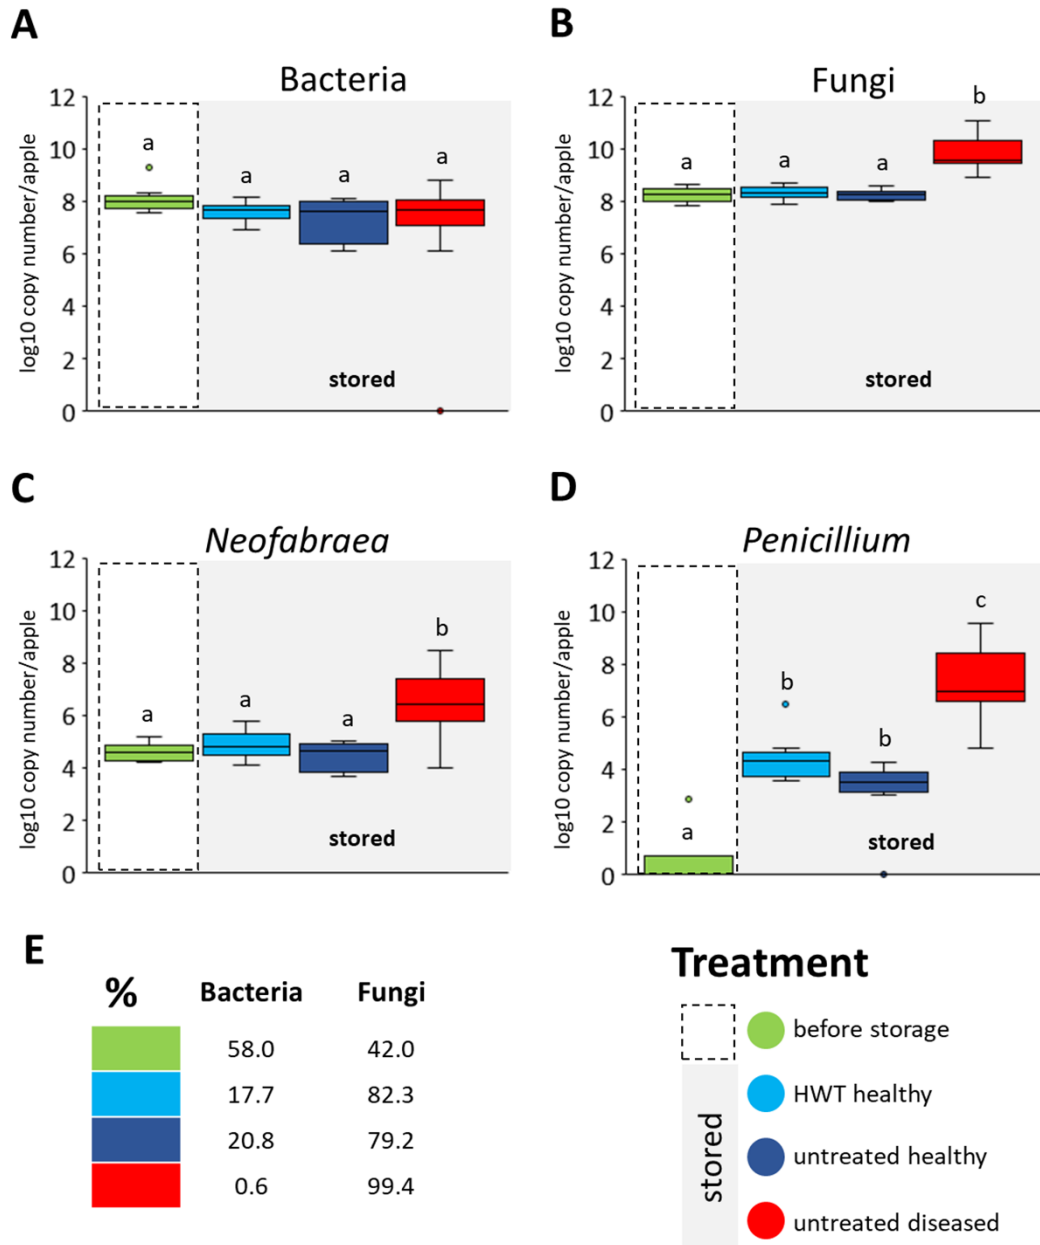 A
Bacteria
log10 copy number/apple
12
10
8
6
4
2
0
a
a
a
a
stored
B
Fungi
log10 copy number/apple
12
10
8
6
4
2
0
a
a
a
b
stored
C
Neofabraea
log10 copy number/apple
12
10
8
6
4
2
0
a
a
a
b
stored
D
Penicillium
log10 copy number/apple
12
10
8
6
4
2
0
a
b
b
c
stored
E
% Bacteria Fungi
58.0 42.0
17.7 82.3
20.8 79.2
0.6 99.4
Treatment
before storage
stored
HWT healthy
untreated healthy
untreated diseased